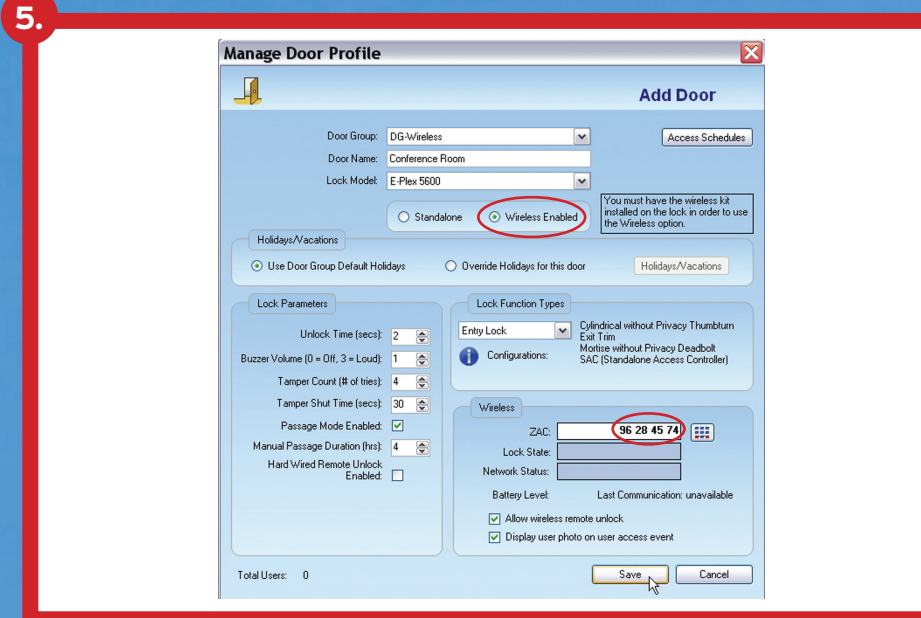 5.
Manage Door Profile
Add Door
Door Group: DG-Wireless
Access Schedules
Door Name: Conference Room
Lock Model: E-Plex 5600
Standalone Wireless Enabled
You must have the wireless kit
installed on the lock in order to use
the Wireless option.
Holidays/Vacations
Use Door Group Default Holidays Override Holidays for this door Holidays/Vacations
Lock Parameters
Unlock Time (secs): 2
Buzzer Volume (0 = Off, 3 = Loud): 1
Tamper Count (# of tries): 4
Tamper Shut Time (secs): 30
Passage Mode Enabled:
Manual Passage Duration (hrs): 4
Hard Wired Remote Unlock
Enabled:
Lock Function Types
Entry Lock
Configurations:
Cylindrical without Privacy Thumbturn
Exit Trim
Mortise without Privacy Deadbolt
SAC (Standalone Access Controller)
Wireless
ZAC: 96 28 45 74
Lock State:
Network Status:
Battery Level: Last Communication: unavailable
Allow wireless remote unlock
Display user photo on user access event
Total Users: 0
Save Cancel